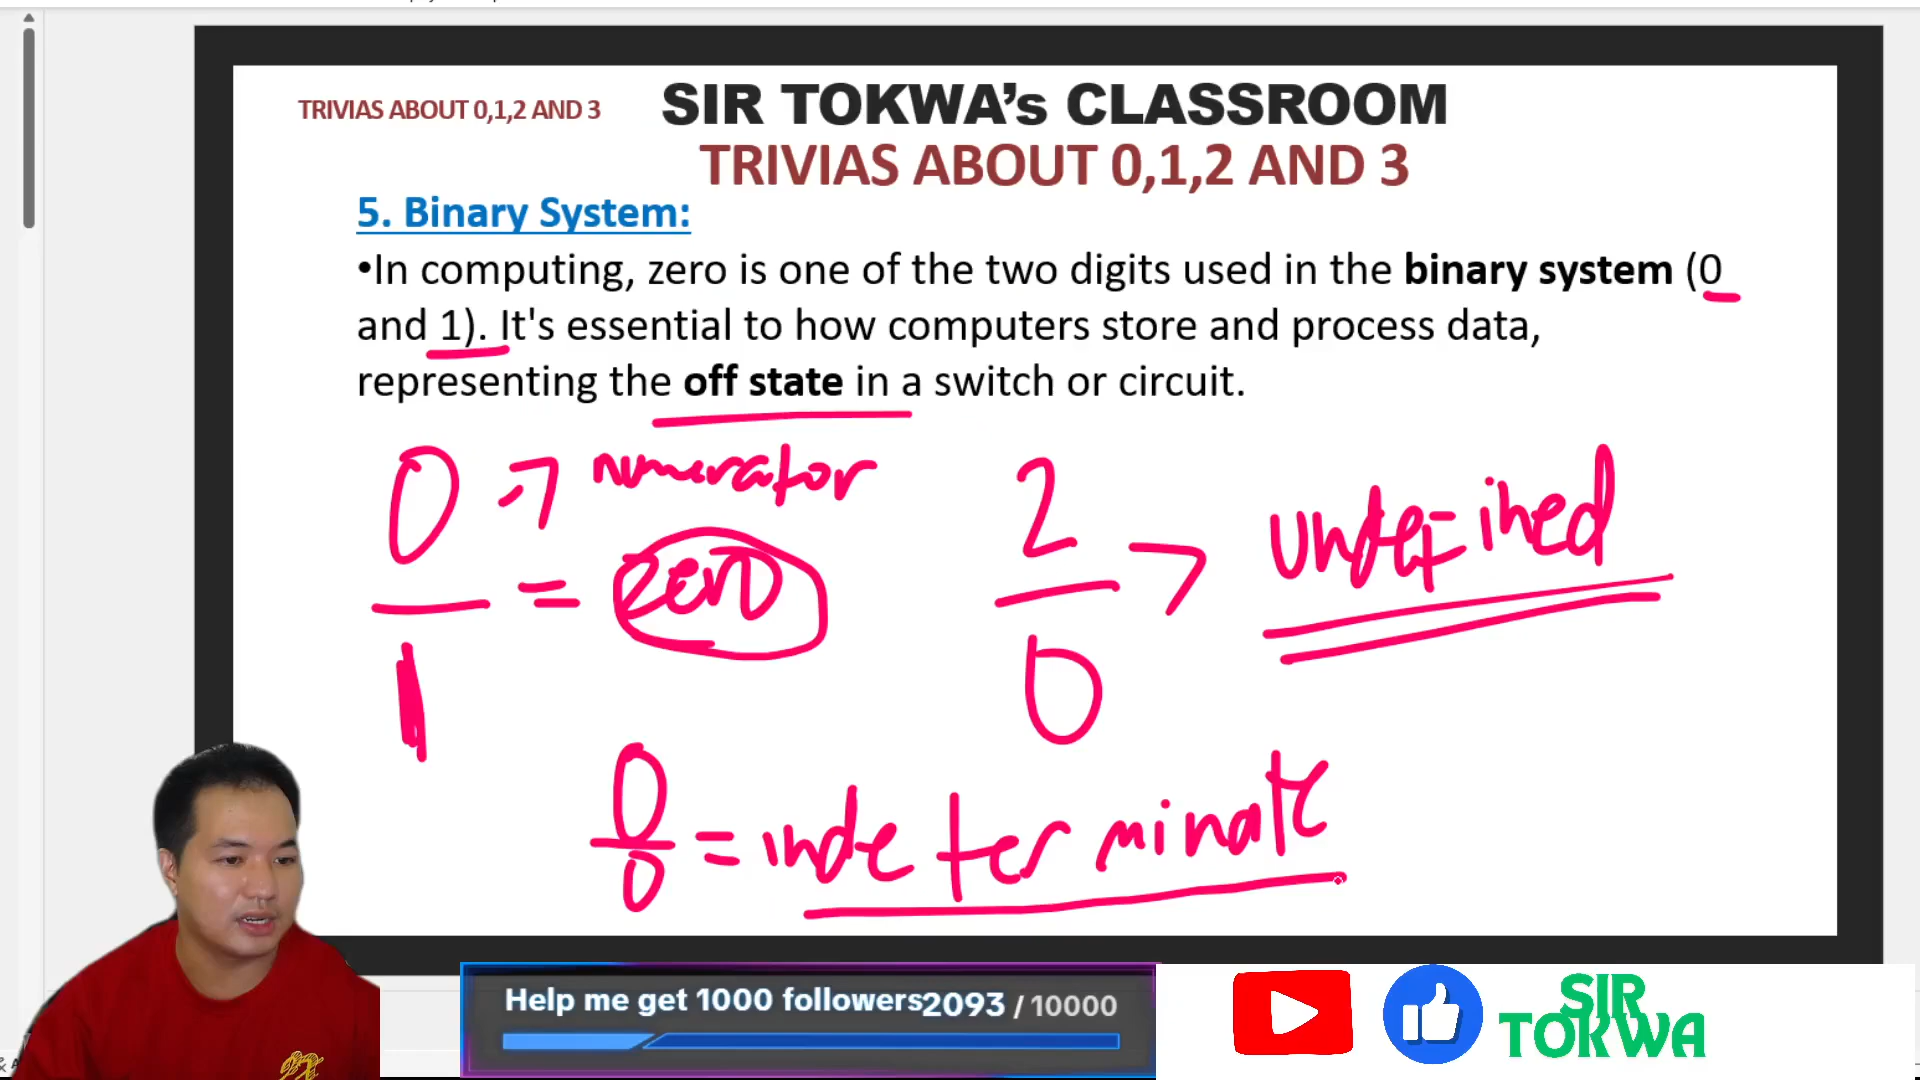 TRIVIAS ABOUT 0,1,2 AND 3
SIR TOKWA's CLASSROOM
TRIVIAS ABOUT 0,1,2 AND 3
5. Binary System:
•In computing, zero is one of the two digits used in the binary system (0
and 1). It's essential to how computers store and process data,
representing the off state in a switch or circuit.
0 → numerator
1 = zero
2
0 > undefined
0
0 = indeterminate
Help me get 1000 followers 2093 / 10000
SIR
TOKWA